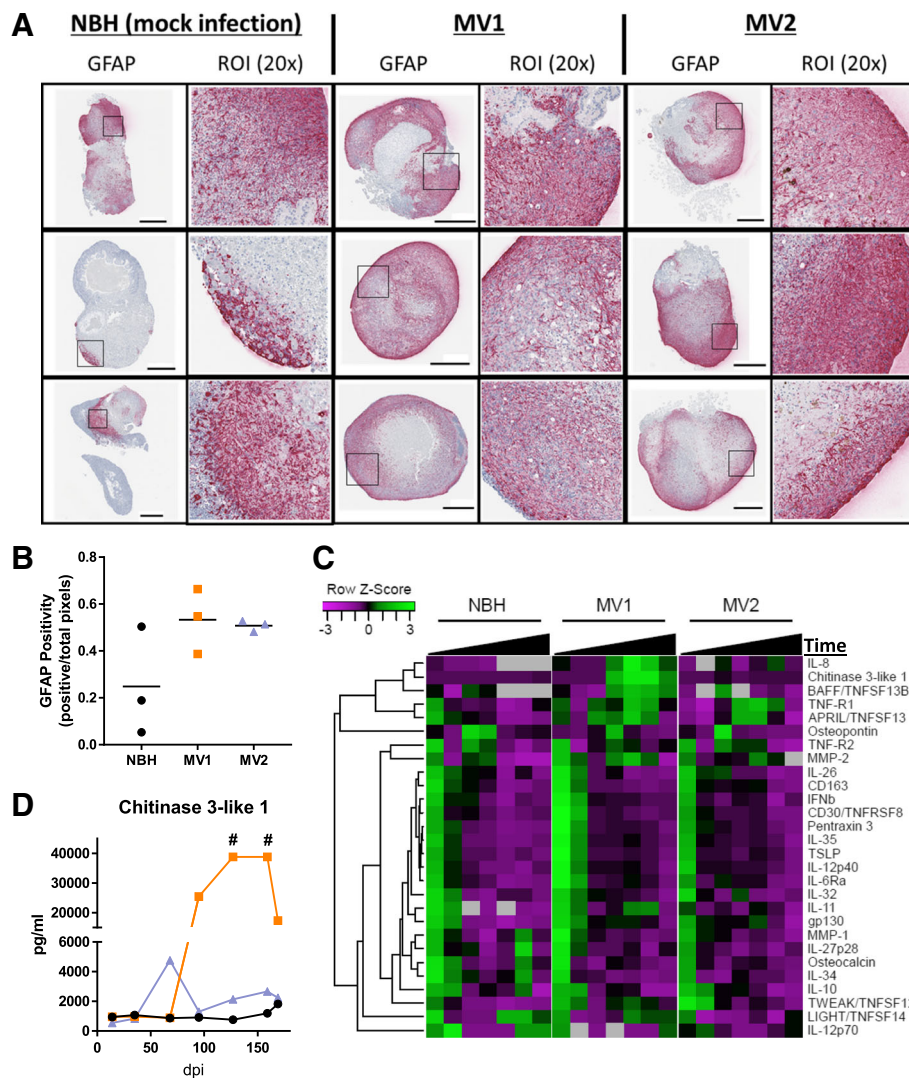 A
NBH (mock infection) MV1 MV2
GFAP ROI (20x) GFAP ROI (20x) GFAP ROI (20x)
B
GFAP Positivity
(positive/total pixels)
0.8
0.6
0.4
0.2
0.0
NBH MV1 MV2
C
Row Z-Score
-3 0 3
NBH MV1 MV2
Time
IL-8
Chitinase 3-like 1
BAFF/TNFSF13B
TNF-R1
APRIL/TNFSF13
Osteopontin
TNF-R2
MMP-2
IL-26
CD163
IFNb
CD30/TNFRSF8
Pentraxin 3
IL-35
TSLP
IL-12p40
IL-6Ra
IL-32
IL-11
gp130
MMP-1
IL-27p28
Osteocalcin
IL-34
IL-10
TWEAK/TNFSF12
LIGHT/TNFSF14
IL-12p70
D
Chitinase 3-like 1
# #
pg/ml
40000
30000
20000
6000
4000
2000
0
0 50 100 150
dpi